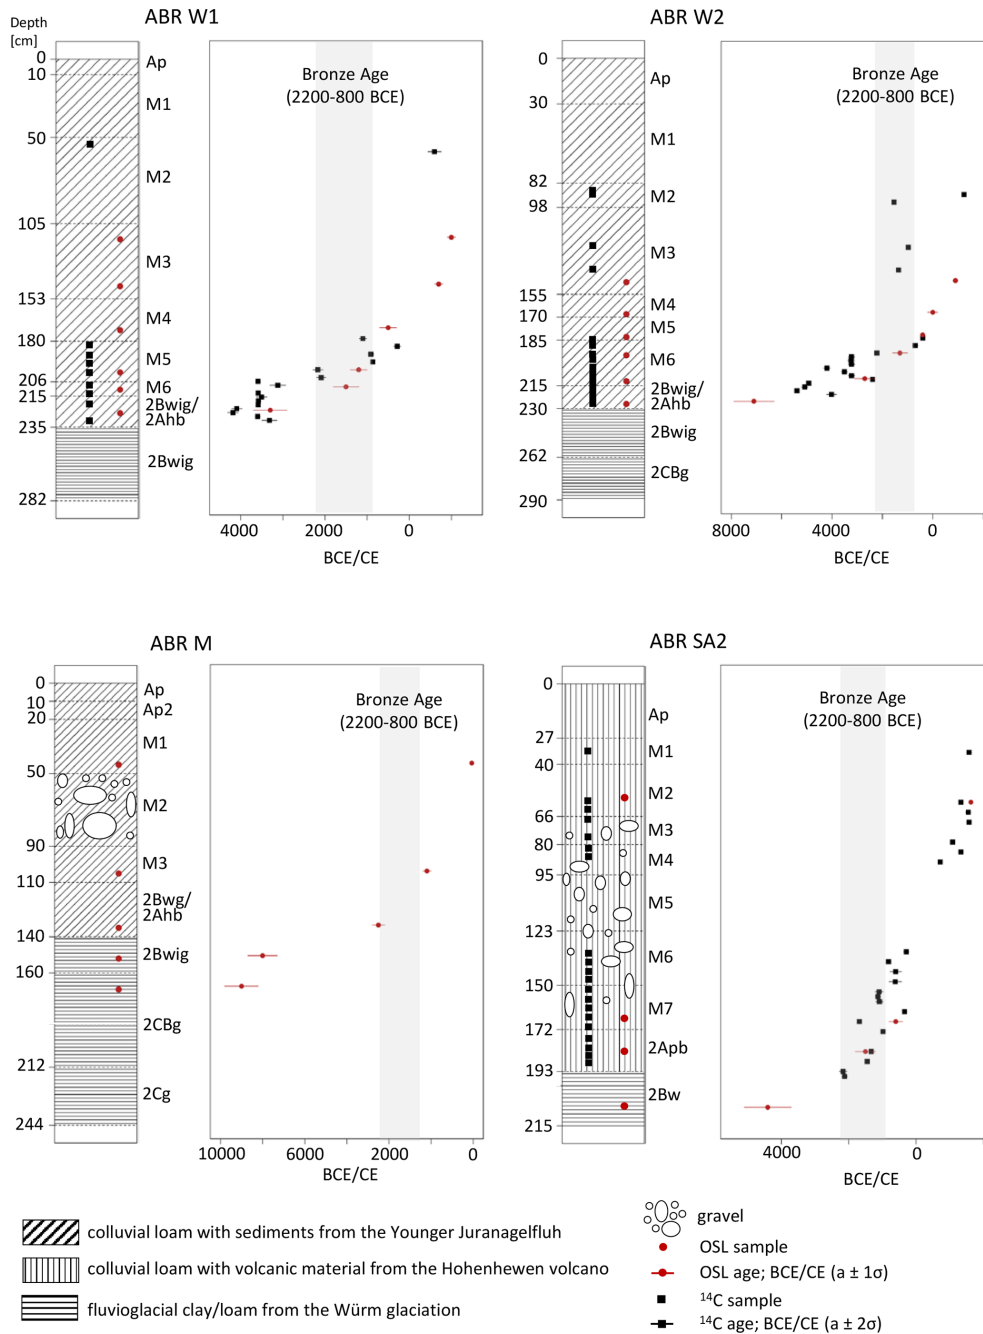 ABR W1
Depth
[cm]
0
10
50
105
153
180
206
215
235
282
Ap
M1
M2
M3
M4
M5
M6
2Bwig/
2Ahb
2Bwig
Bronze Age
(2200-800 BCE)
4000
2000
0
BCE/CE
ABR W2
0
30
82
98
155
170
185
215
230
262
290
Ap
M1
M2
M3
M4
M5
M6
2Bwig/
2Ahb
2Bwig
2CBg
Bronze Age
(2200-800 BCE)
8000
4000
0
BCE/CE
ABR M
0
10
20
50
90
110
140
160
212
244
Ap
Ap2
M1
M2
M3
2Bwg/
2Ahb
2Bwig
2CBg
2Cg
Bronze Age
(2200-800 BCE)
10000
6000
2000
0
BCE/CE
ABR SA2
0
27
40
66
80
95
123
150
172
193
215
Ap
M1
M2
M3
M4
M5
M6
M7
2Apb
2Bw
Bronze Age
(2200-800 BCE)
4000
0
BCE/CE
colluvial loam with sediments from the Younger Juranagelfluh
colluvial loam with volcanic material from the Hohenhewen volcano
fluvioglacial clay/loam from the Würm glaciation
gravel
OSL sample
OSL age; BCE/CE (a ± 1σ)
¹⁴C sample
¹⁴C age; BCE/CE (a ± 2σ)